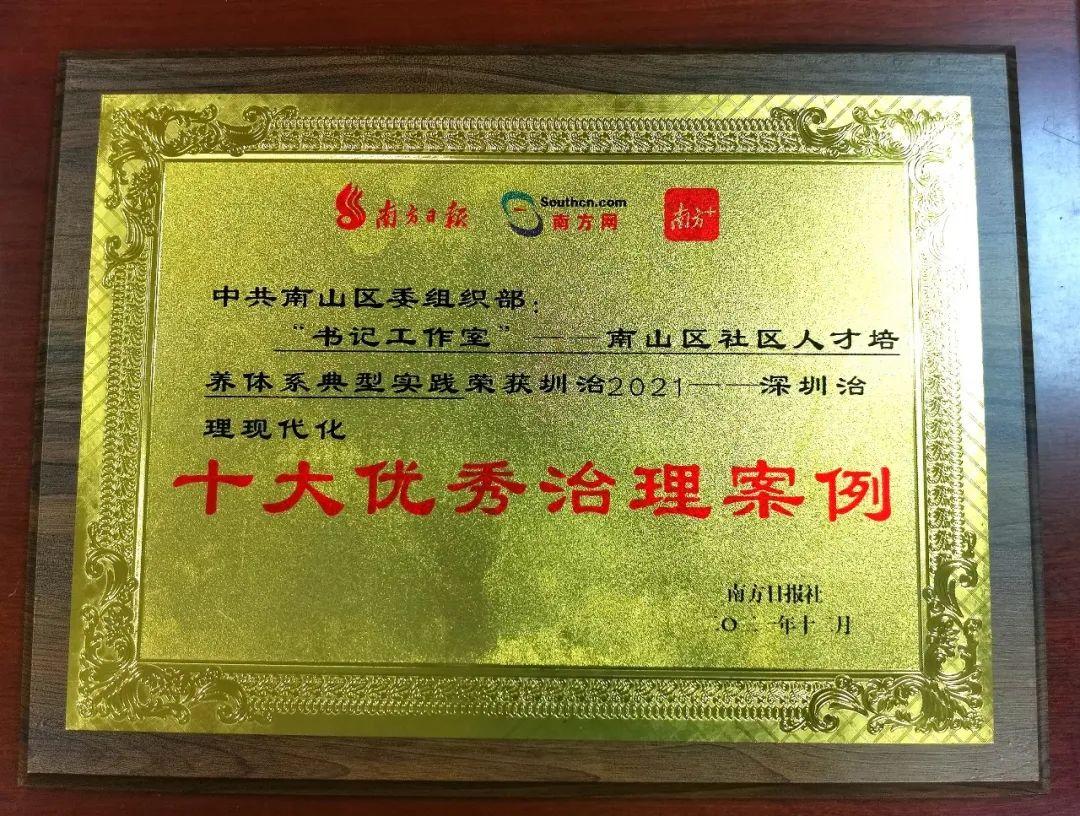 南方日报
Southcn.com
南方网
南方+
中共南山区委组织部：
“书记工作室”——南山区社区人才培
养体系典型实践荣获圳治2021——深圳治
理现代化
十大优秀治理案例
南方日报社
二〇二一年十二月